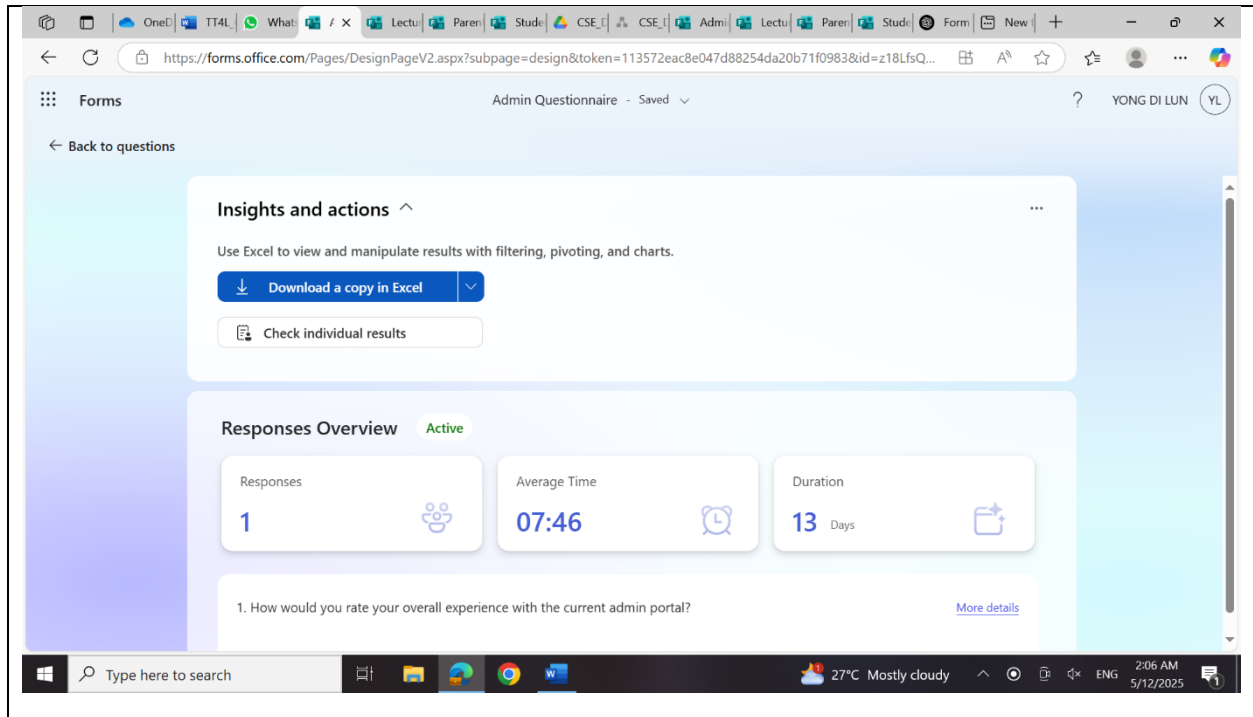 OneD TT4L_ What: / Lectu Paren Stude CSE_D CSE_D Admi Lectu Paren Stude Form New t
https://forms.office.com/Pages/DesignPageV2.aspx?subpage=design&token=113572eac8e047d88254da20b71f0983&id=z18LfsQ...
Forms
Admin Questionnaire - Saved
? YONG DI LUN YL
Back to questions
Insights and actions
Use Excel to view and manipulate results with filtering, pivoting, and charts.
Download a copy in Excel
Check individual results
Responses Overview Active
Responses
1
Average Time
07:46
Duration
13 Days
1. How would you rate your overall experience with the current admin portal?
More details
Type here to search
27°C Mostly cloudy
ENG
2:06 AM
5/12/2025